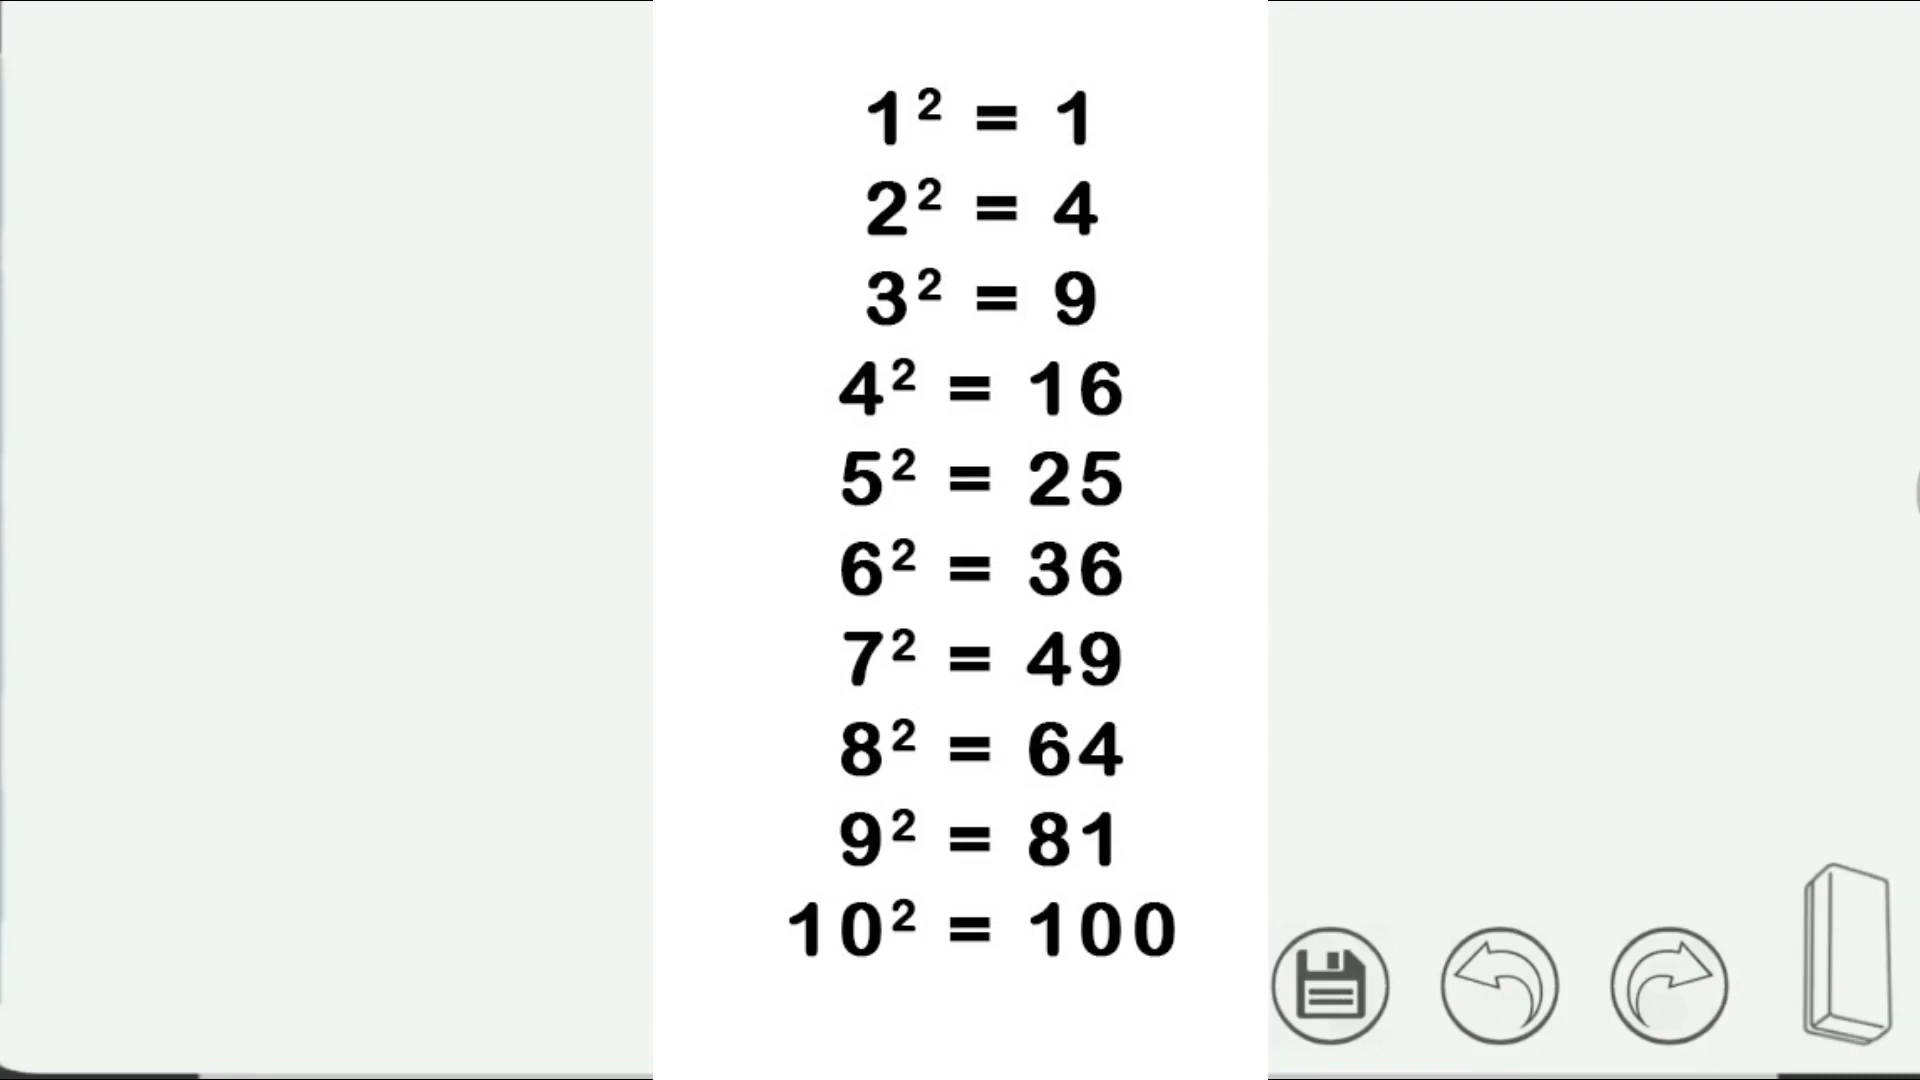 1² = 1
2² = 4
3² = 9
4² = 16
5² = 25
6² = 36
7² = 49
8² = 64
9² = 81
10² = 100